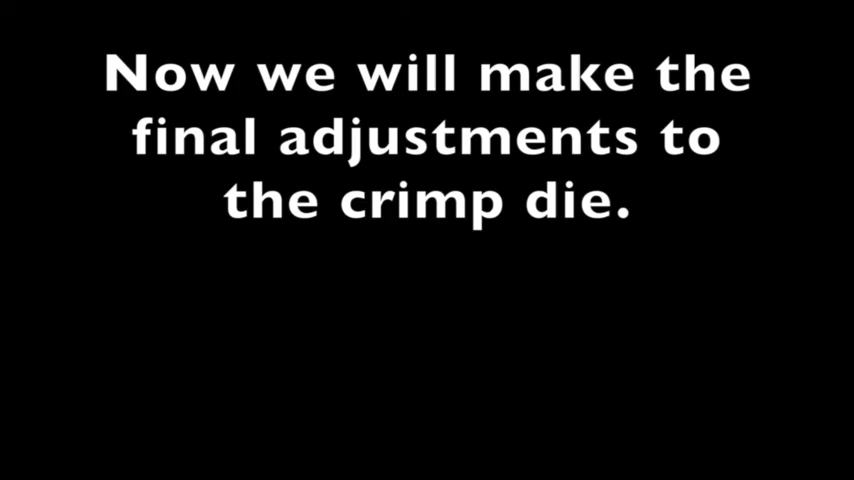 Now we will make the
final adjustments to
the crimp die.